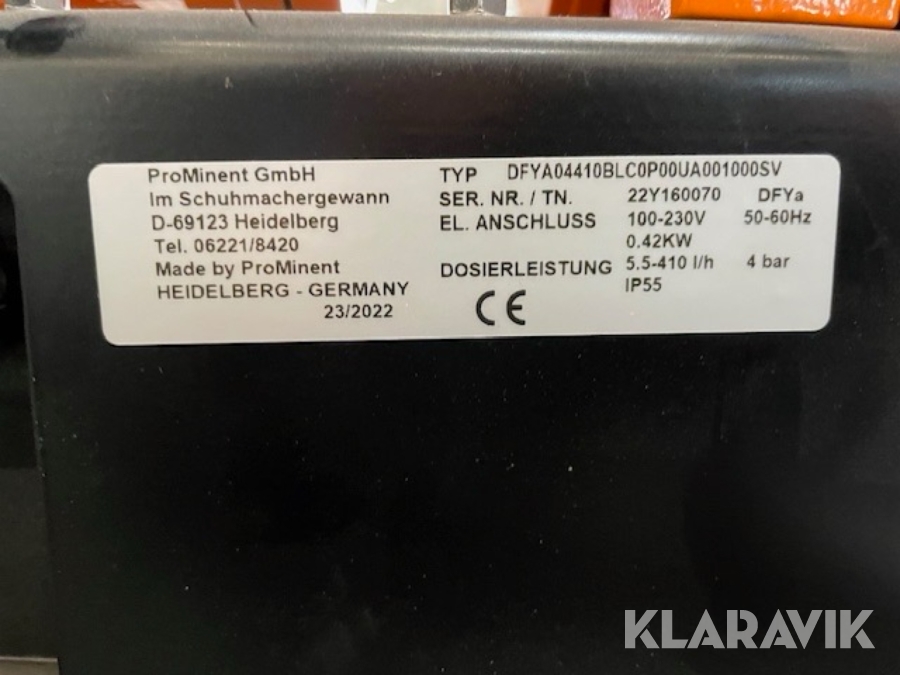 ProMinent GmbH
Im Schuhmachergewann
D-69123 Heidelberg
Tel. 06221/8420
Made by ProMinent
HEIDELBERG - GERMANY
23/2022
TYP DFYA04410BLC0P00UA001000SV
SER. NR. / TN. 22Y160070 DFYa
EL. ANSCHLUSS 100-230V 50-60Hz
0.42KW
DOSIERLEISTUNG 5.5-410 l/h 4 bar
IP55
CE
KLARAVIK